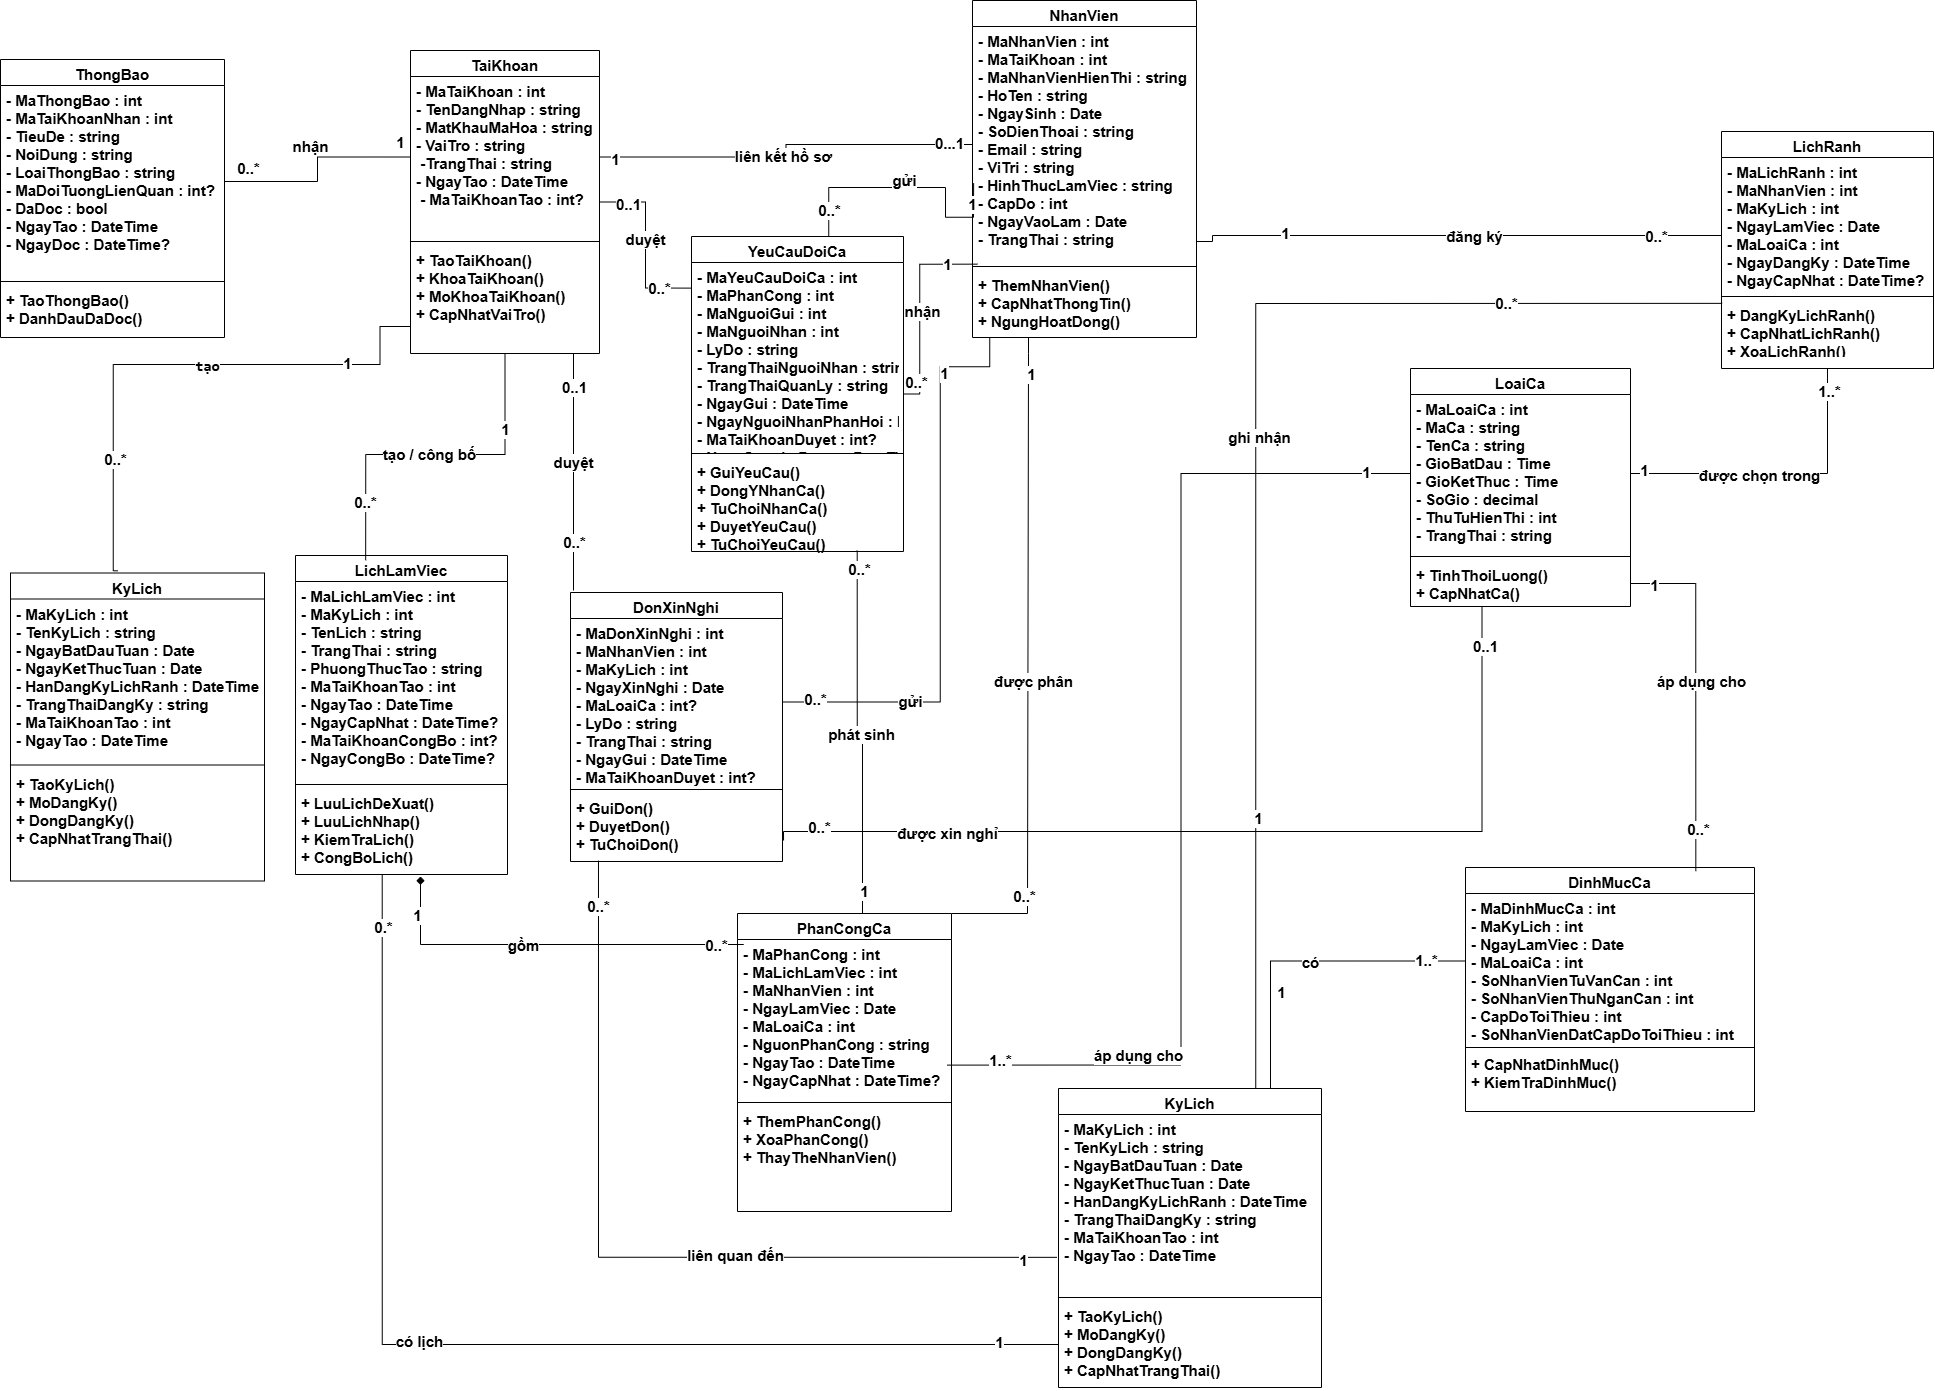 ThongBao
- MaThongBao : int
- MaTaiKhoanNhan : int
- TieuDe : string
- NoiDung : string
- LoaiThongBao : string
- MaDoiTuongLienQuan : int?
- DaDoc : bool
- NgayTao : DateTime
- NgayDoc : DateTime?
+ TaoThongBao()
+ DanhDauDaDoc()
nhận
0..*
1
TaiKhoan
- MaTaiKhoan : int
- TenDangNhap : string
- MatKhauMaHoa : string
- VaiTro : string
-TrangThai : string
- NgayTao : DateTime
- MaTaiKhoanTao : int?
+ TaoTaiKhoan()
+ KhoaTaiKhoan()
+ MoKhoaTaiKhoan()
+ CapNhatVaiTro()
1
liên kết hồ sơ
0...1
0..1
duyệt
0..*
gửi
0..*
1
NhanVien
- MaNhanVien : int
- MaTaiKhoan : int
- MaNhanVienHienThi : string
- HoTen : string
- NgaySinh : Date
- SoDienThoai : string
- Email : string
- ViTri : string
- HinhThucLamViec : string
- CapDo : int
- NgayVaoLam : Date
- TrangThai : string
+ ThemNhanVien()
+ CapNhatThongTin()
+ NgungHoatDong()
1
đăng ký
0..*
LichRanh
- MaLichRanh : int
- MaNhanVien : int
- MaKyLich : int
- NgayLamViec : Date
- MaLoaiCa : int
- NgayDangKy : DateTime
- NgayCapNhat : DateTime?
+ DangKyLichRanh()
+ CapNhatLichRanh()
+ XoaLichRanh()
YeuCauDoiCa
- MaYeuCauDoiCa : int
- MaPhanCong : int
- MaNguoiGui : int
- MaNguoiNhan : int
- LyDo : string
- TrangThaiNguoiNhan : strin
- TrangThaiQuanLy : string
- NgayGui : DateTime
- NgayNguoiNhanPhanHoi :
- MaTaiKhoanDuyet : int?
+ GuiYeuCau()
+ DongYNhanCa()
+ TuChoiNhanCa()
+ DuyetYeuCau()
+ TuChoiYeuCau()
1
nhận
0..*
1
1
0..*
ghi nhận
1
1..*
1
được chọn trong
LoaiCa
- MaLoaiCa : int
- MaCa : string
- TenCa : string
- GioBatDau : Time
- GioKetThuc : Time
- SoGio : decimal
- ThuTuHienThi : int
- TrangThai : string
+ TinhThoiLuong()
+ CapNhatCa()
1
1
áp dụng cho
0..*
0..1
tạo
1
0..*
1
tạo / công bố
0..*
0..1
duyệt
0..*
KyLich
- MaKyLich : int
- TenKyLich : string
- NgayBatDauTuan : Date
- NgayKetThucTuan : Date
- HanDangKyLichRanh : DateTime
- TrangThaiDangKy : string
- MaTaiKhoanTao : int
- NgayTao : DateTime
+ TaoKyLich()
+ MoDangKy()
+ DongDangKy()
+ CapNhatTrangThai()
LichLamViec
- MaLichLamViec : int
- MaKyLich : int
- TenLich : string
- TrangThai : string
- PhuongThucTao : string
- MaTaiKhoanTao : int
- NgayTao : DateTime
- NgayCapNhat : DateTime?
- MaTaiKhoanCongBo : int?
- NgayCongBo : DateTime?
+ LuuLichDeXuat()
+ LuuLichNhap()
+ KiemTraLich()
+ CongBoLich()
DonXinNghi
- MaDonXinNghi : int
- MaNhanVien : int
- MaKyLich : int
- NgayXinNghi : Date
- MaLoaiCa : int?
- LyDo : string
- TrangThai : string
- NgayGui : DateTime
- MaTaiKhoanDuyet : int?
+ GuiDon()
+ DuyetDon()
+ TuChoiDon()
0..*
gửi
0..*
phát sinh
1
được phân
0..*
0..*
được xin nghỉ
0.*
1
gồm
0..*
0..*
PhanCongCa
- MaPhanCong : int
- MaLichLamViec : int
- MaNhanVien : int
- NgayLamViec : Date
- MaLoaiCa : int
- NguonPhanCong : string
- NgayTao : DateTime
- NgayCapNhat : DateTime?
+ ThemPhanCong()
+ XoaPhanCong()
+ ThayTheNhanVien()
1..*
áp dụng cho
có
1..*
1
DinhMucCa
- MaDinhMucCa : int
- MaKyLich : int
- NgayLamViec : Date
- MaLoaiCa : int
- SoNhanVienTuVanCan : int
- SoNhanVienThuNganCan : int
- CapDoToiThieu : int
- SoNhanVienDatCapDoToiThieu : int
+ CapNhatDinhMuc()
+ KiemTraDinhMuc()
KyLich
- MaKyLich : int
- TenKyLich : string
- NgayBatDauTuan : Date
- NgayKetThucTuan : Date
- HanDangKyLichRanh : DateTime
- TrangThaiDangKy : string
- MaTaiKhoanTao : int
- NgayTao : DateTime
+ TaoKyLich()
+ MoDangKy()
+ DongDangKy()
+ CapNhatTrangThai()
liên quan đến
1
có lịch
1